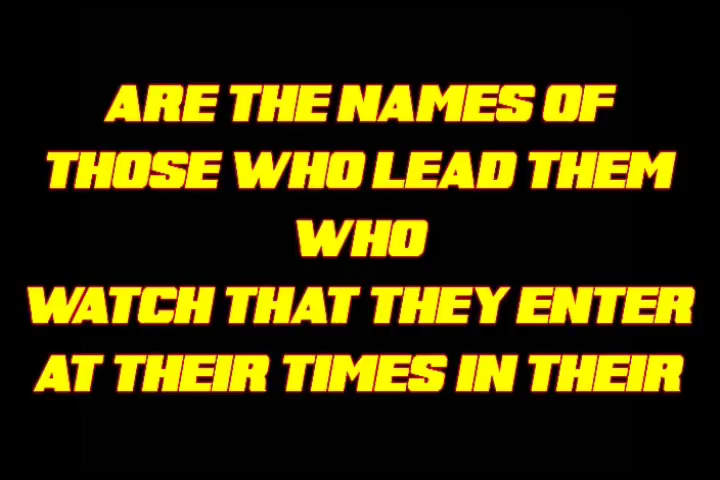 ARE THE NAMES OF
THOSE WHO LEAD THEM
WHO
WATCH THAT THEY ENTER
AT THEIR TIMES IN THEIR